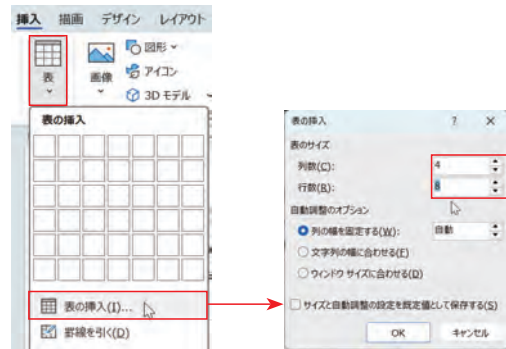 挿入 描画 デザイン レイアウト
表
画像
図形
アイコン
3D モデル
表の挿入
表の挿入(I)...
罫線を引く(D)
表の挿入 ? ×
表のサイズ
列数(C): 4
行数(R): 8
自動調整のオプション
列の幅を固定する(W): 自動
文字列の幅に合わせる(F)
ウィンドウ サイズに合わせる(D)
サイズと自動調整の設定を既定値として保存する(S)
OK キャンセル